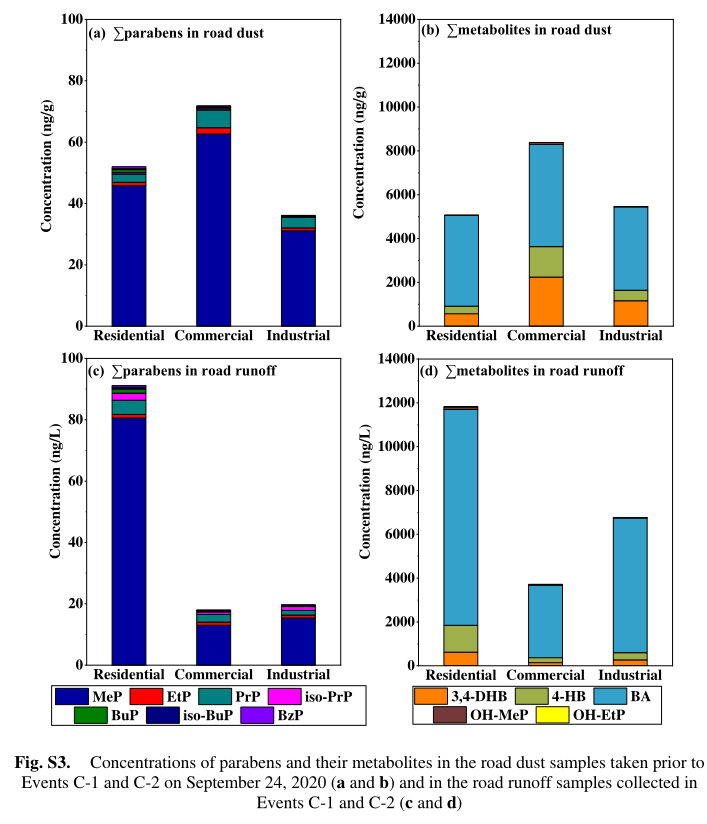 (a) ∑parabens in road dust
100
80
60
40
20
0
Concentration (ng/g)
Residential Commercial Industrial
(b) ∑metabolites in road dust
14000
12000
10000
8000
6000
4000
2000
0
Concentration (ng/g)
Residential Commercial Industrial
(c) ∑parabens in road runoff
100
80
60
40
20
0
Concentration (ng/L)
Residential Commercial Industrial
MeP EtP PrP iso-PrP
BuP iso-BuP BzP
(d) ∑metabolites in road runoff
14000
12000
10000
8000
6000
4000
2000
0
Concentration (ng/L)
Residential Commercial Industrial
3,4-DHB 4-HB BA
OH-MeP OH-EtP
Fig. S3. Concentrations of parabens and their metabolites in the road dust samples taken prior to
Events C-1 and C-2 on September 24, 2020 (a and b) and in the road runoff samples collected in
Events C-1 and C-2 (c and d)